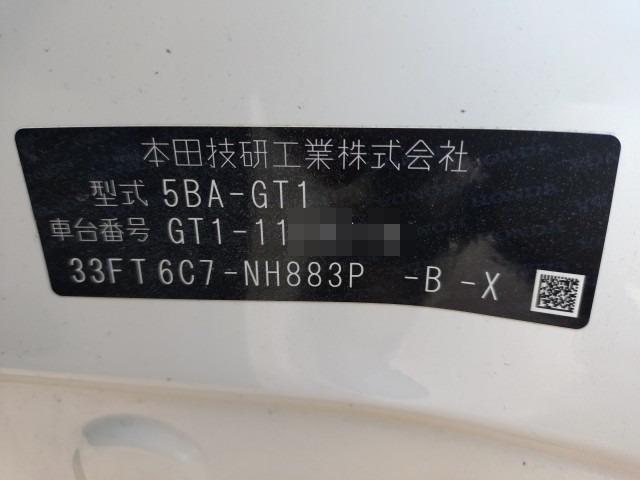 本田技研工業株式会社
型式 5BA-GT1
車台番号 GT1-11
33FT6C7-NH883P -B -X